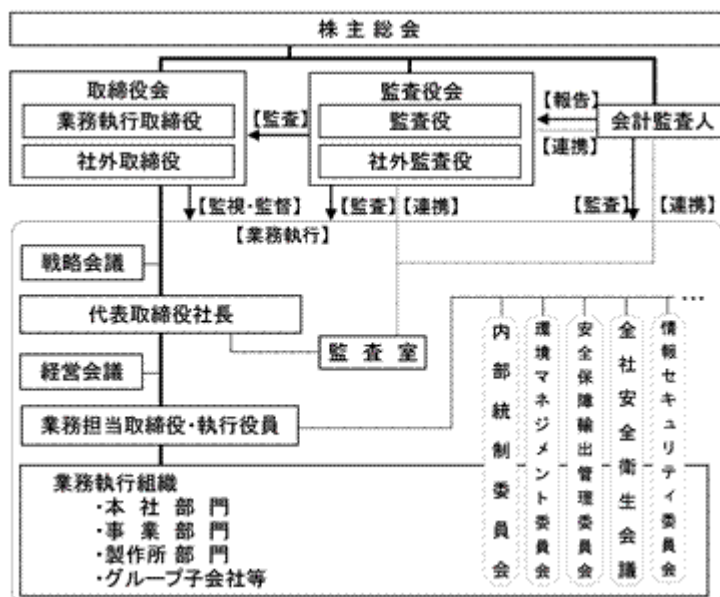 株主総会
取締役会
業務執行取締役
社外取締役
【監査】
監査役会
監査役
社外監査役
【報告】
【連携】
会計監査人
【監視・監督】
【監査】
【連携】
【監査】
【連携】
【業務執行】
戦略会議
代表取締役社長
監査室
経営会議
業務担当取締役・執行役員
業務執行組織
・本社部門
・事業部門
・製作所部門
・グループ子会社等
内部統制委員会
環境マネジメント委員会
安全保障輸出管理委員会
全社安全衛生会議
情報セキュリティ委員会
…